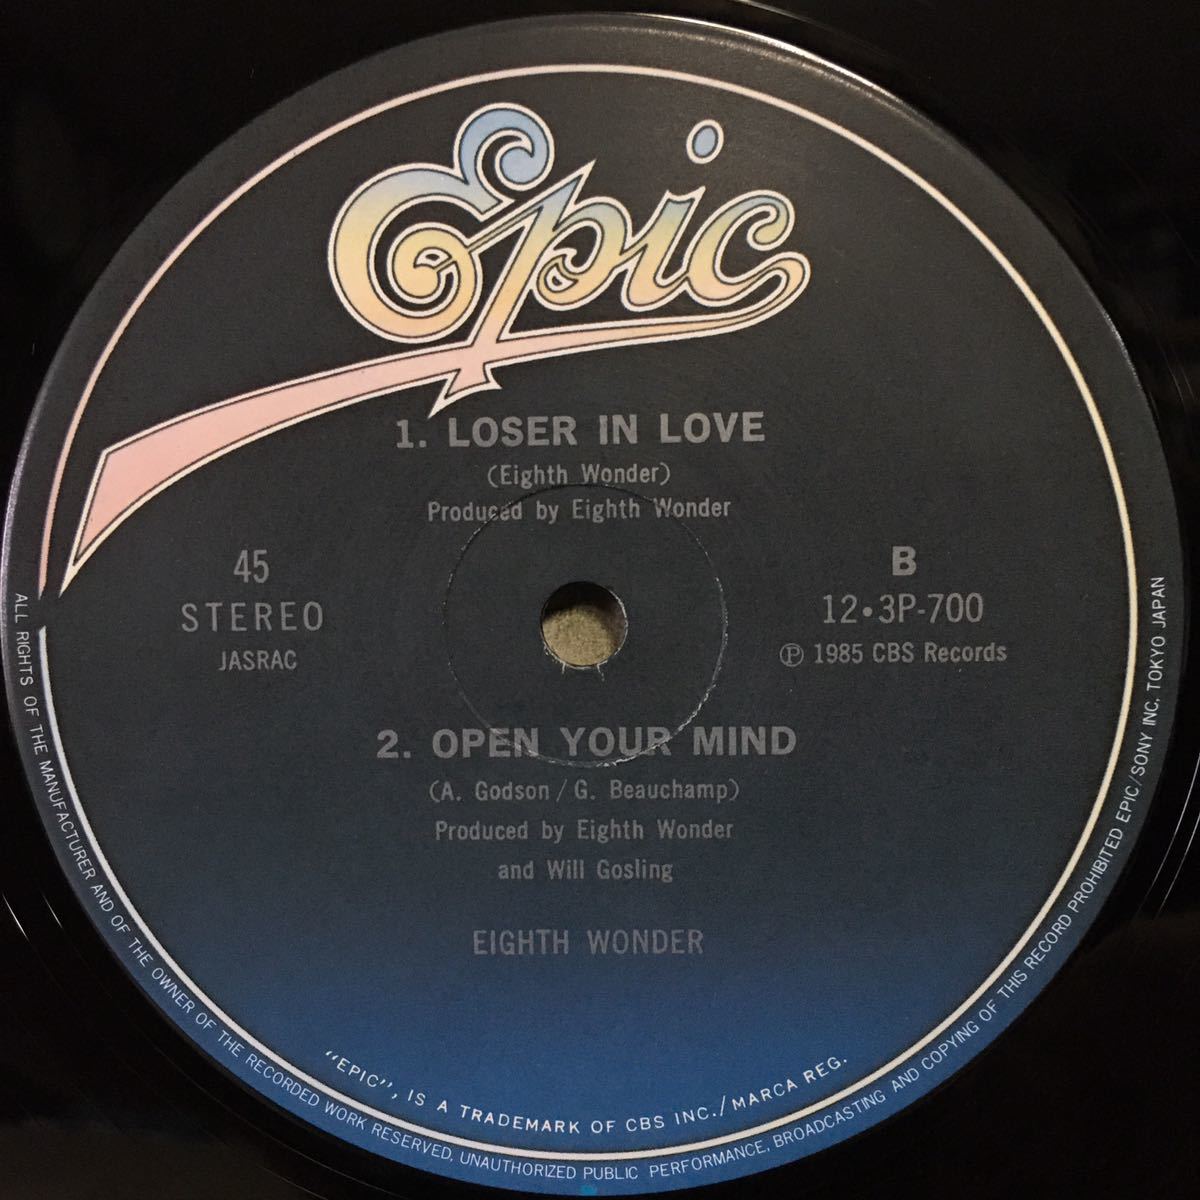 Epic
1. LOSER IN LOVE
(Eighth Wonder)
Produced by Eighth Wonder
45
STEREO
JASRAC
B
12•3P-700
Ⓟ 1985 CBS Records
2. OPEN YOUR MIND
(A. Godson / G. Beauchamp)
Produced by Eighth Wonder
and Will Gosling
EIGHTH WONDER
"EPIC", IS A TRADEMARK OF CBS INC./MARCA REG.
ALL RIGHTS OF THE MANUFACTURER AND OF THE OWNER OF THE RECORDED WORK RESERVED, UNAUTHORIZED PUBLIC PERFORMANCE, BROADCASTING AND COPYING OF THIS RECORD PROHIBITED EPIC/SONY INC. TOKYO JAPAN